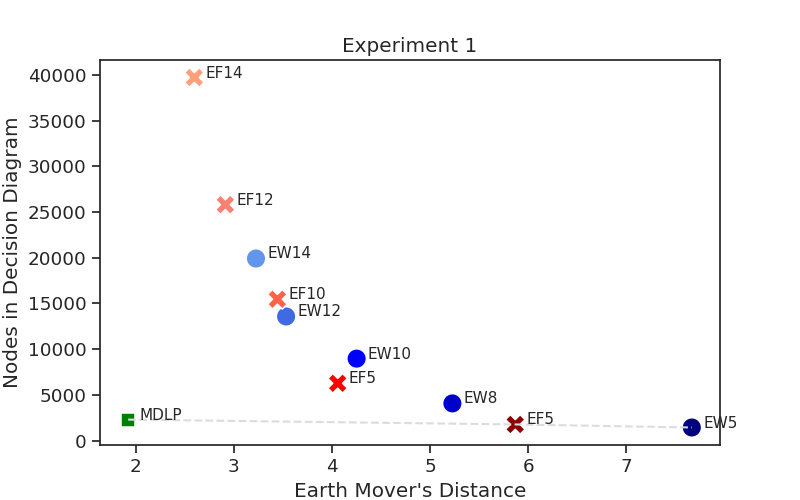 Experiment 1
Nodes in Decision Diagram
40000
35000
30000
25000
20000
15000
10000
5000
0
EF14
EF12
EW14
EF10
EW12
EW10
EF5
EW8
MDLP
EF5
EW5
2
3
4
5
6
7
Earth Mover's Distance